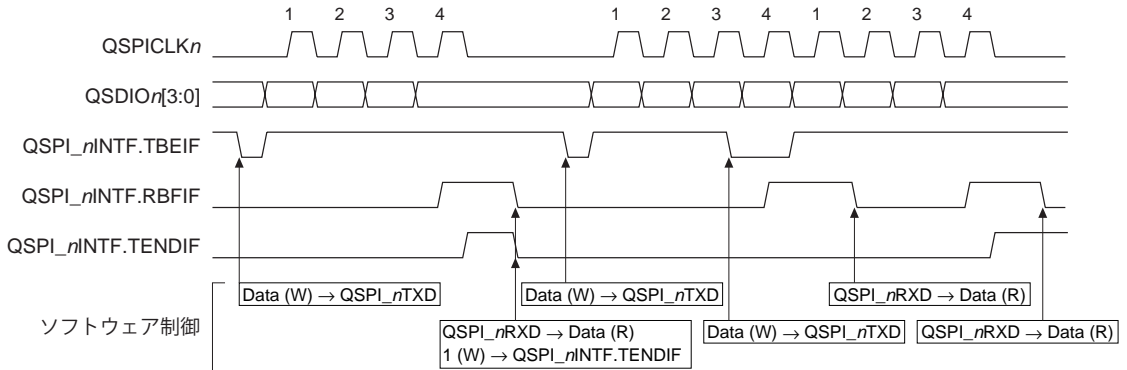 1 2 3 4 1 2 3 4 1 2 3 4
QSPICLKn
QSDIOn[3:0]
QSPI_nINTF.TBEIF
QSPI_nINTF.RBFIF
QSPI_nINTF.TENDIF
ソフトウェア制御
Data (W) → QSPI_nTXD
QSPI_nRXD → Data (R)
1 (W) → QSPI_nINTF.TENDIF
Data (W) → QSPI_nTXD
Data (W) → QSPI_nTXD
QSPI_nRXD → Data (R)
QSPI_nRXD → Data (R)